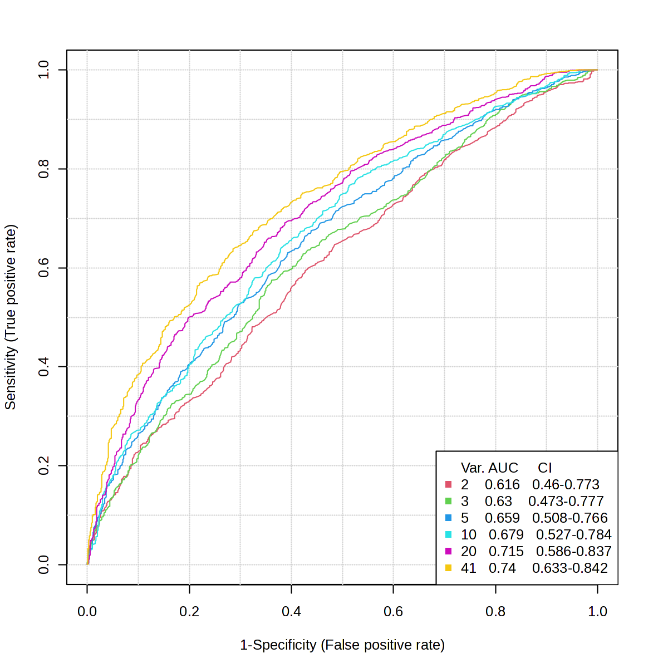 Sensitivity (True positive rate)
1.0
0.8
0.6
0.4
0.2
0.0
Var. AUC CI
2 0.616 0.46-0.773
3 0.63 0.473-0.777
5 0.659 0.508-0.766
10 0.679 0.527-0.784
20 0.715 0.586-0.837
41 0.74 0.633-0.842
0.0 0.2 0.4 0.6 0.8 1.0
1-Specificity (False positive rate)